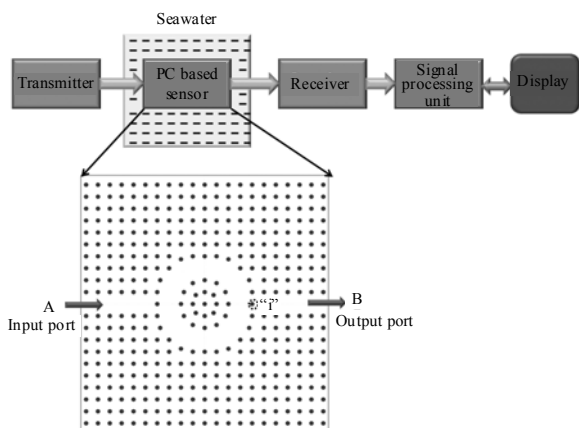 Seawater
Transmitter
PC based
sensor
Receiver
Signal
processing
unit
Display
A
Input port
"i"
B
Output port